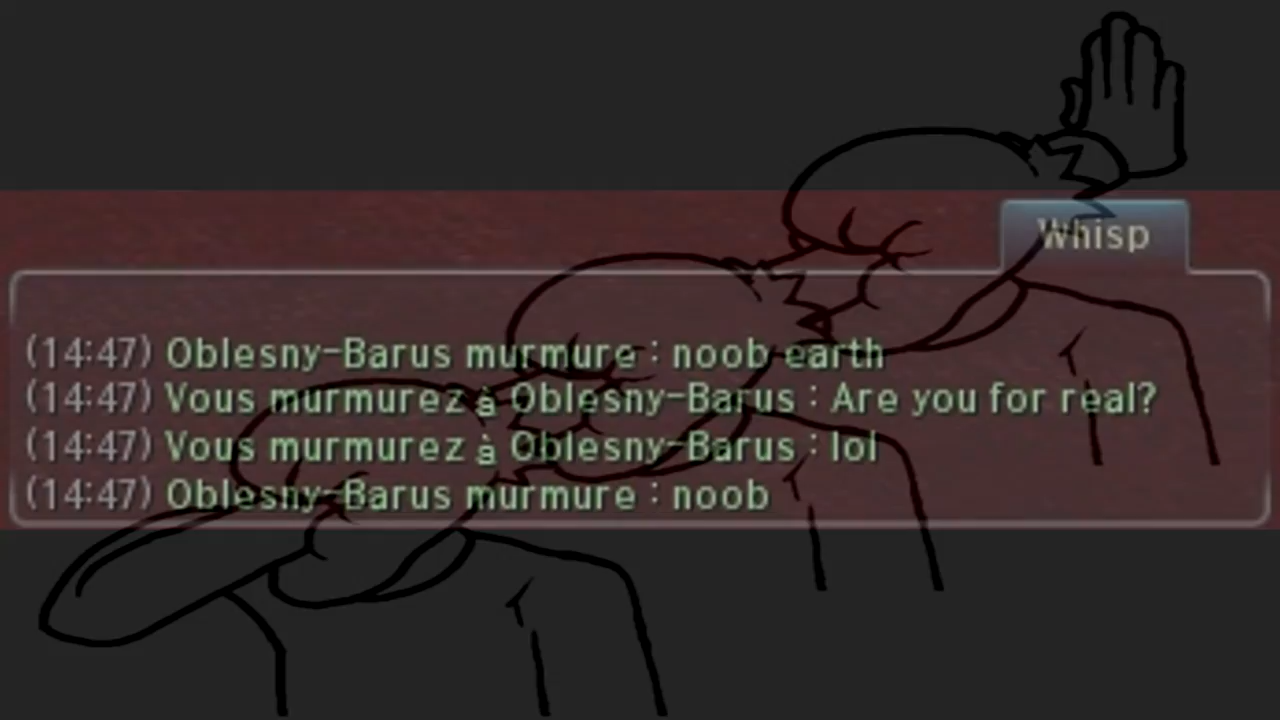 Whisp
(14:47) Oblesny-Barus murmure : noob earth
(14:47) Vous murmurez à Oblesny-Barus : Are you for real?
(14:47) Vous murmurez à Oblesny-Barus : lol
(14:47) Oblesny-Barus murmure : noob